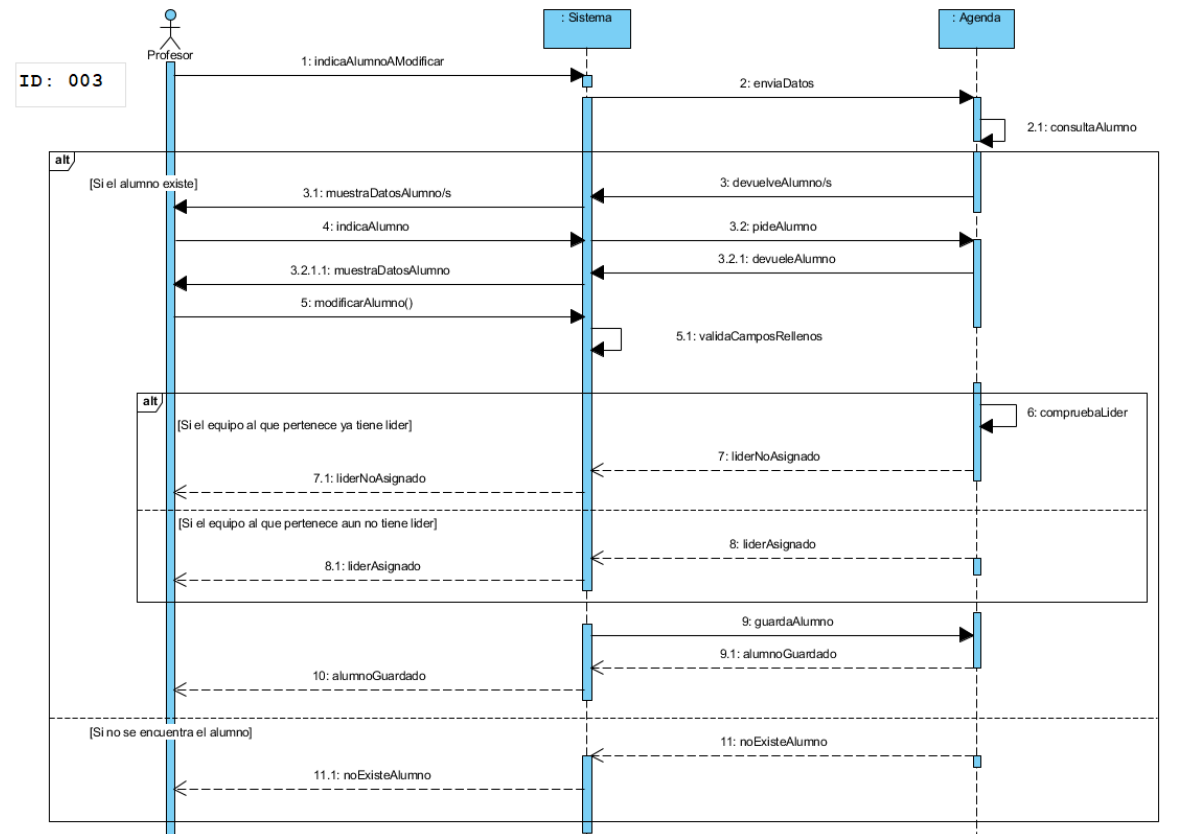 : Sistema
: Agenda
Profesor
ID: 003
1: indicaAlumnoAModificar
2: enviaDatos
2.1: consultaAlumno
alt
[Si el alumno existe]
3: devuelveAlumno/s
3.1: muestraDatosAlumno/s
4: indicaAlumno
3.2: pideAlumno
3.2.1: devueleAlumno
3.2.1.1: muestraDatosAlumno
5: modificarAlumno()
5.1: validaCamposRellenos
alt
6: compruebaLider
[Si el equipo al que pertenece ya tiene lider]
7: liderNoAsignado
7.1: liderNoAsignado
[Si el equipo al que pertenece aun no tiene lider]
8: liderAsignado
8.1: liderAsignado
9: guardaAlumno
9.1: alumnoGuardado
10: alumnoGuardado
[Si no se encuentra el alumno]
11: noExisteAlumno
11.1: noExisteAlumno